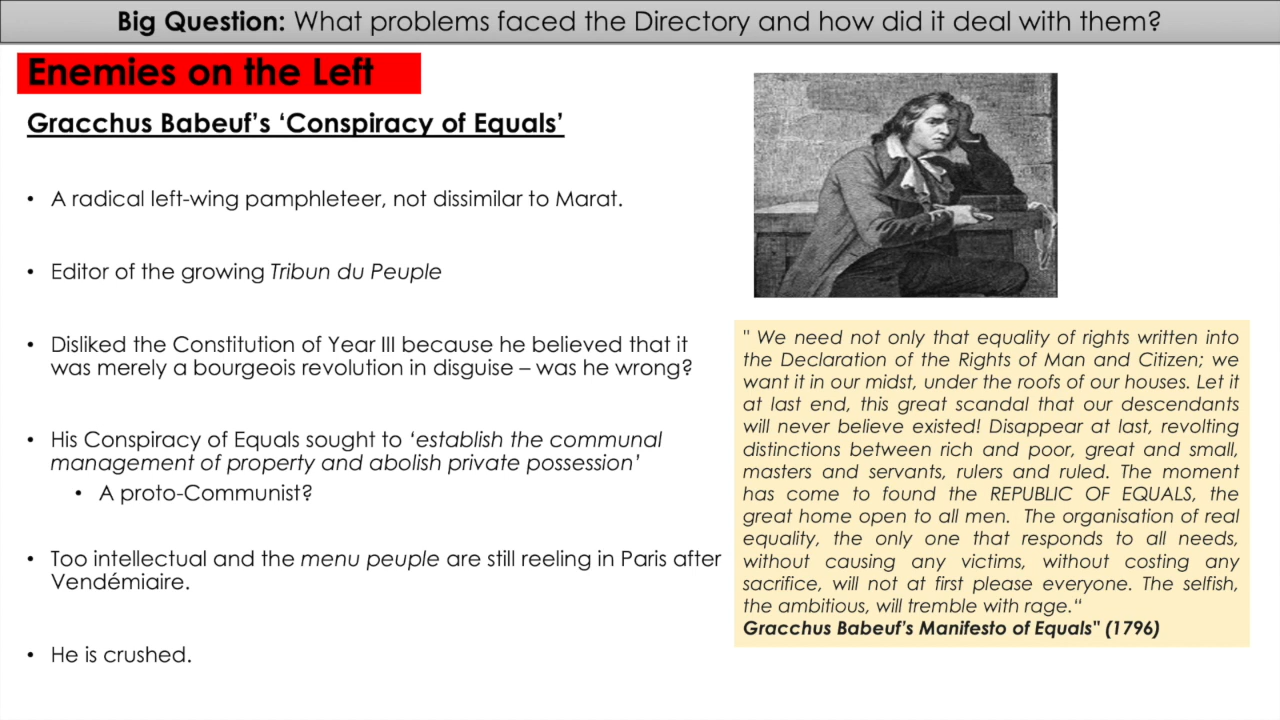 Big Question: What problems faced the Directory and how did it deal with them?
Enemies on the Left
Gracchus Babeuf's ‘Conspiracy of Equals’
• A radical left-wing pamphleteer, not dissimilar to Marat.
• Editor of the growing Tribun du Peuple
• Disliked the Constitution of Year III because he believed that it
was merely a bourgeois revolution in disguise – was he wrong?
• His Conspiracy of Equals sought to ‘establish the communal
management of property and abolish private possession’
• A proto-Communist?
• Too intellectual and the menu peuple are still reeling in Paris after
Vendémiaire.
• He is crushed.
" We need not only that equality of rights written into
the Declaration of the Rights of Man and Citizen; we
want it in our midst, under the roofs of our houses. Let it
at last end, this great scandal that our descendants
will never believe existed! Disappear at last, revolting
distinctions between rich and poor, great and small,
masters and servants, rulers and ruled. The moment
has come to found the REPUBLIC OF EQUALS, the
great home open to all men. The organisation of real
equality, the only one that responds to all needs,
without causing any victims, without costing any
sacrifice, will not at first please everyone. The selfish,
the ambitious, will tremble with rage.“
Gracchus Babeuf's Manifesto of Equals" (1796)